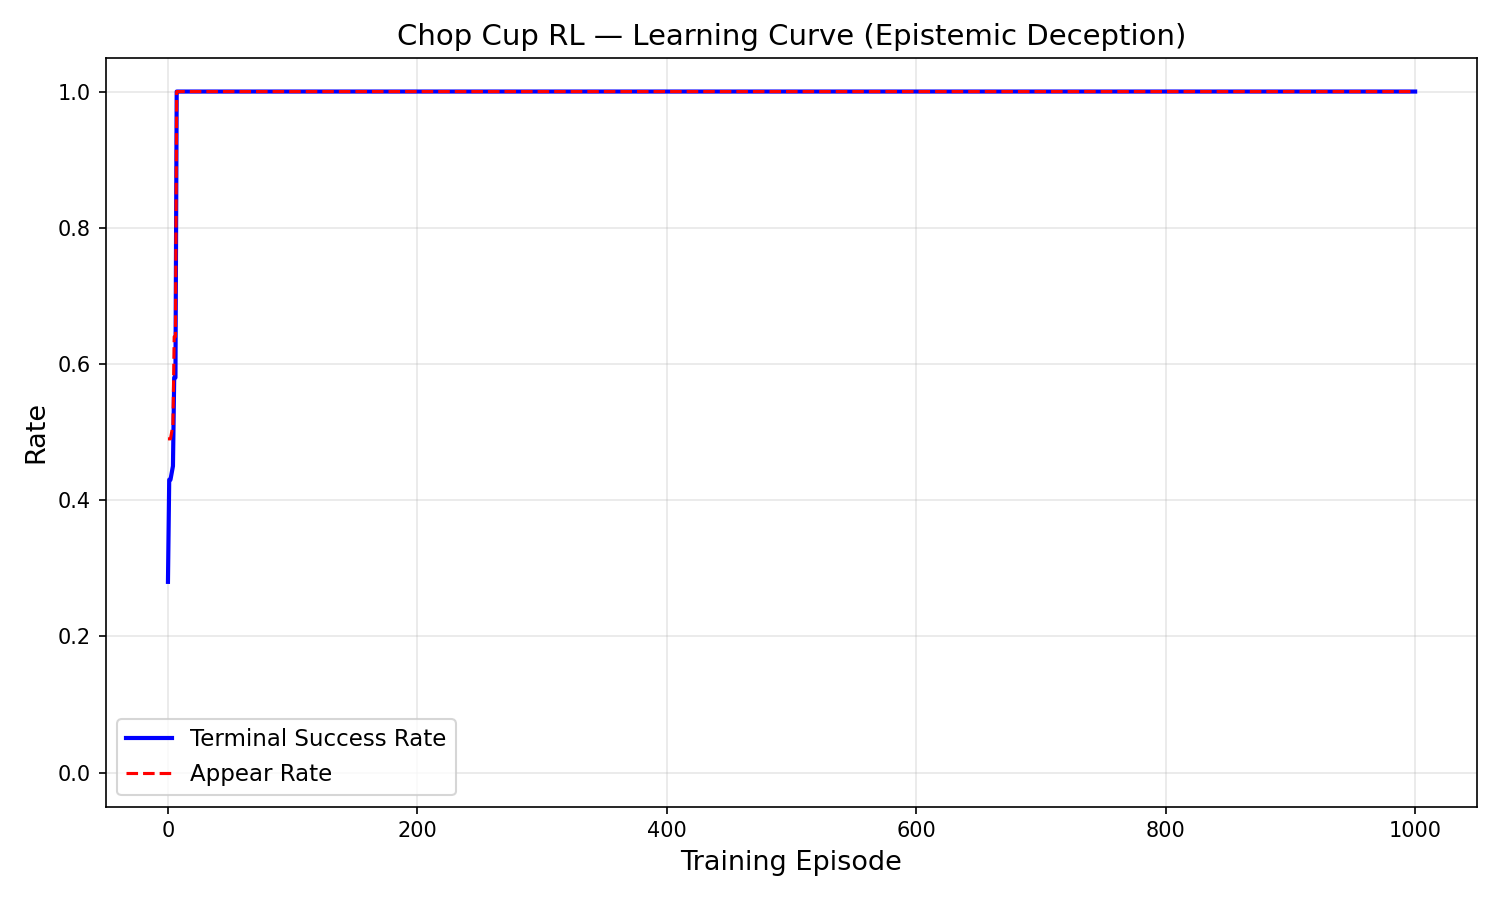 Chop Cup RL — Learning Curve (Epistemic Deception)
1.0
0.8
0.6
0.4
0.2
0.0
Rate
Terminal Success Rate
Appear Rate
0 200 400 600 800 1000
Training Episode